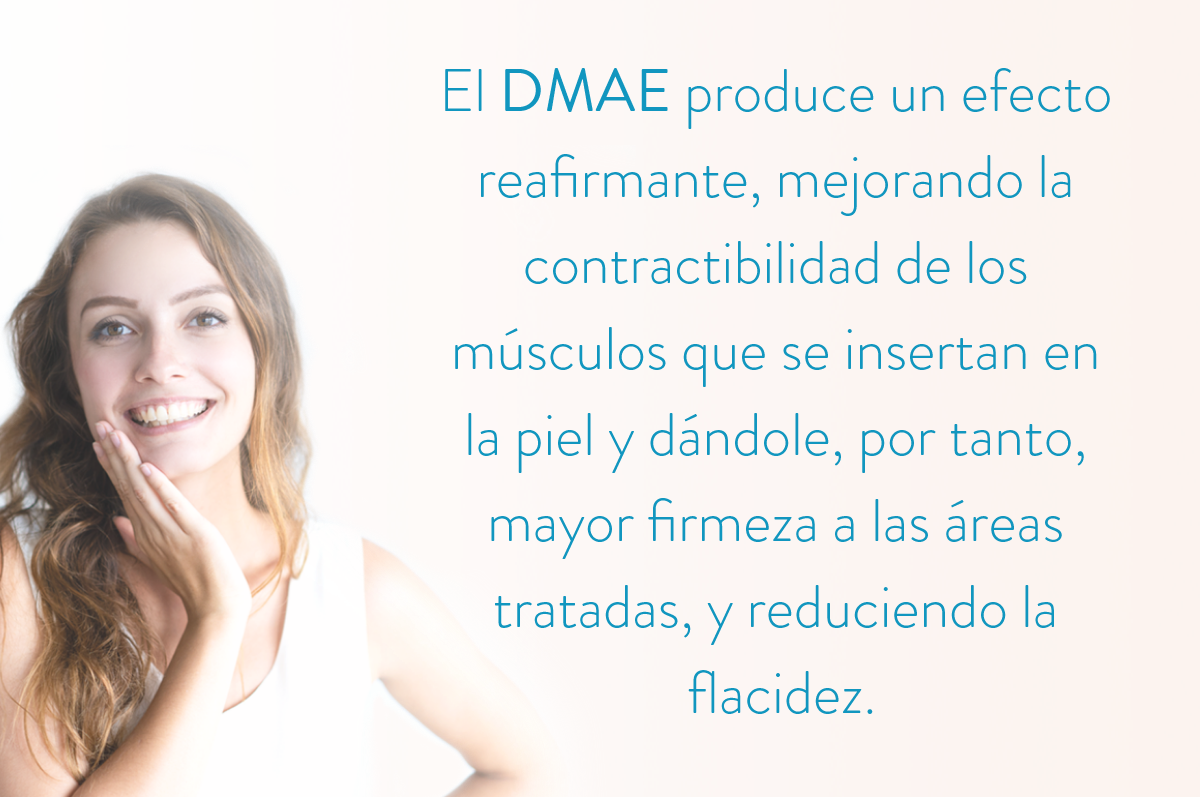 El DMAE produce un efecto
reafirmante, mejorando la
contractibilidad de los
músculos que se insertan en
la piel y dándole, por tanto,
mayor firmeza a las áreas
tratadas, y reduciendo la
flacidez.